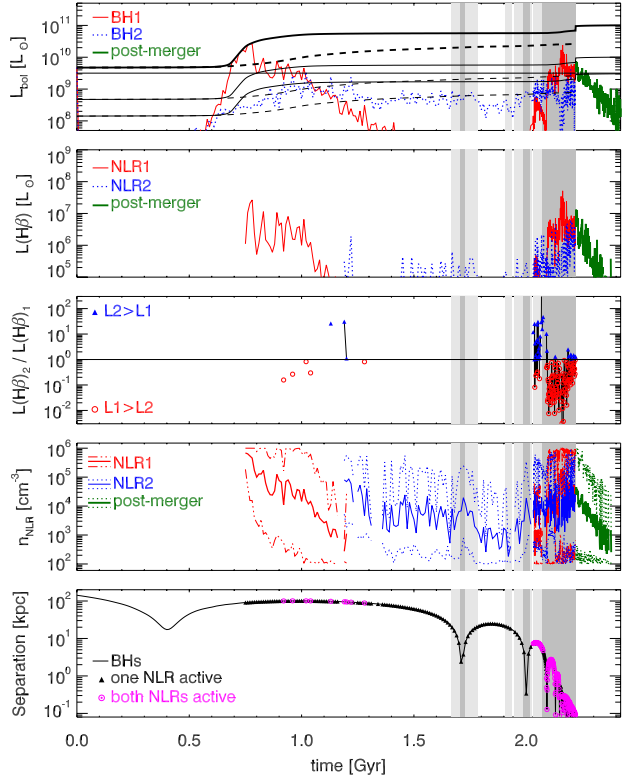 10^11
10^10
10^9
10^8
L_bol [L_⊙]
BH1
BH2
post-merger
10^9
10^8
10^7
10^6
10^5
L(Hβ) [L_⊙]
NLR1
NLR2
post-merger
10^2
10^1
10^0
10^-1
10^-2
L(Hβ)_2 / L(Hβ)_1
L2>L1
L1>L2
10^6
10^5
10^4
10^3
10^2
n_NLR [cm^-3]
NLR1
NLR2
post-merger
10^2
10^1
10^0
10^-1
Separation [kpc]
BHs
one NLR active
both NLRs active
0.0 0.5 1.0 1.5 2.0
time [Gyr]